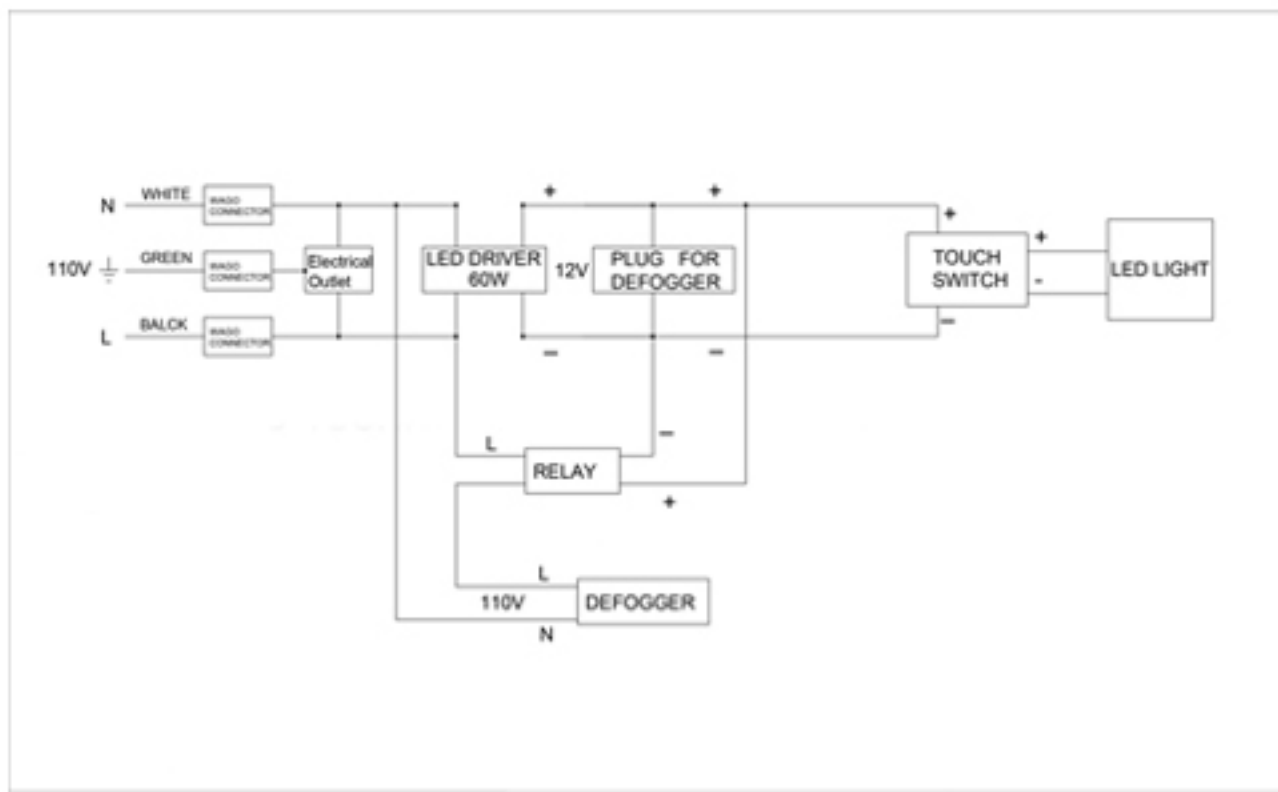 N WHITE WAGO CONNECTOR
+ +
110V GREEN WAGO CONNECTOR Electrical Outlet
LED DRIVER 60W
12V
PLUG FOR DEFOGGER
+
TOUCH SWITCH
+
-
LED LIGHT
L BALCK WAGO CONNECTOR
– –
–
L RELAY –
+
L
110V DEFOGGER
N